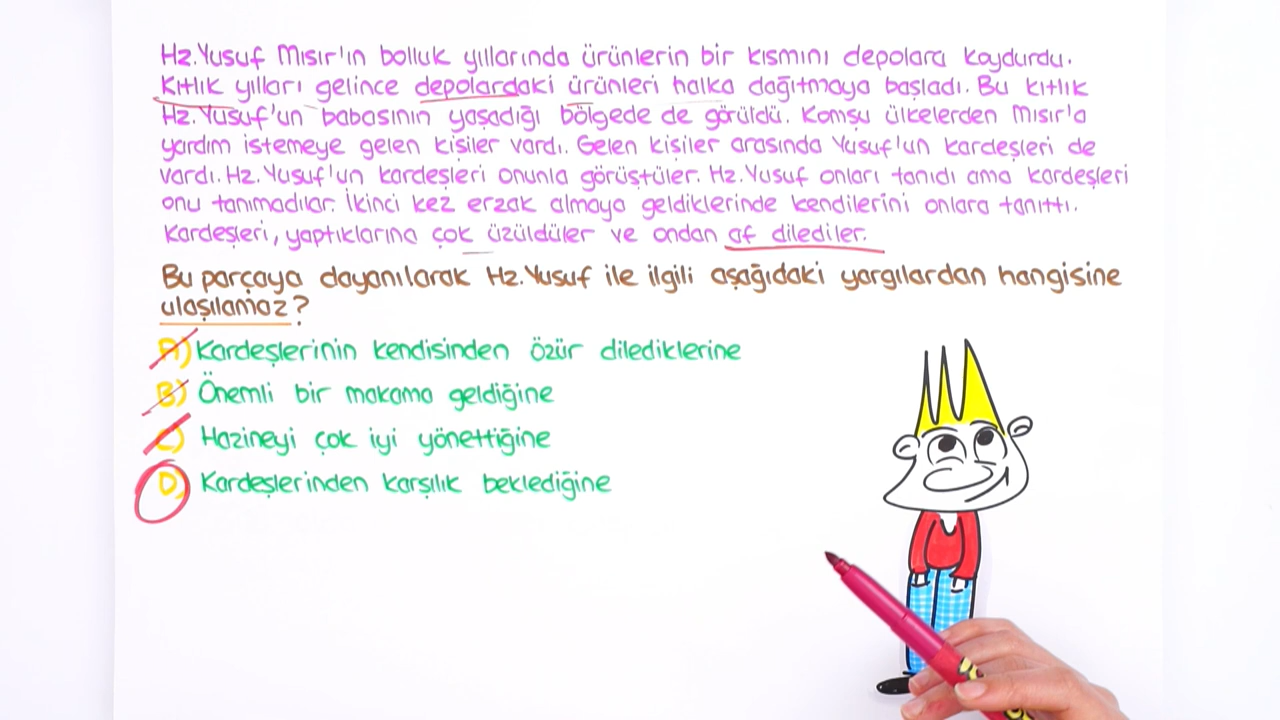 Hz.Yusuf Mısır'ın bolluk yıllarında ürünlerin bir kısmını depolara koydurdu.
Kıtlık yılları gelince depolardaki ürünleri halka dağıtmaya başladı. Bu kıtlık
Hz.Yusuf'un babasının yaşadığı bölgede de görüldü. Komşu ülkelerden Mısır'a
yardım istemeye gelen kişiler vardı. Gelen kişiler arasında Yusuf'un kardeşleri de
vardı. Hz.Yusuf'un kardeşleri onunla görüştüler. Hz.Yusuf onları tanıdı ama kardeşleri
onu tanımadılar. İkinci kez erzak almaya geldiklerinde kendilerini onlara tanıttı.
Kardeşleri, yaptıklarına çok üzüldüler ve ondan af dilediler.
Bu parçaya dayanılarak Hz.Yusuf ile ilgili aşağıdaki yargılardan hangisine
ulaşılamaz?
A) Kardeşlerinin kendisinden özür dilediklerine
B) Önemli bir makama geldiğine
C) Hazineyi çok iyi yönettiğine
D) Kardeşlerinden karşılık beklediğine